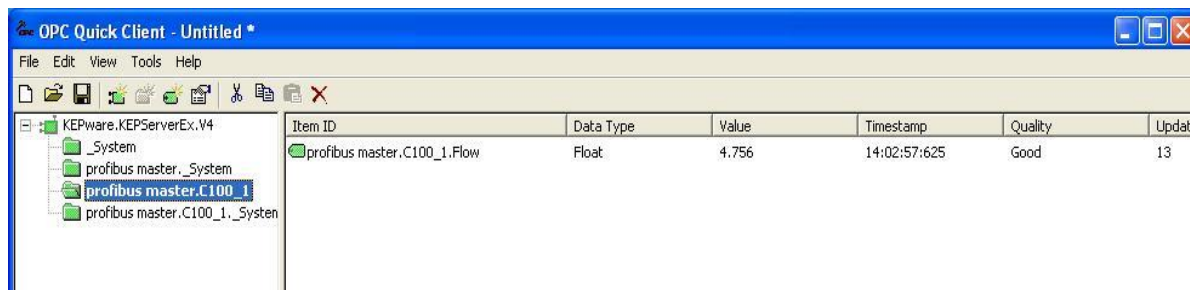 OPC Quick Client - Untitled *
File Edit View Tools Help
KEPware.KEPServerEx.V4
_System
profibus master._System
profibus master.C100_1
profibus master.C100_1._System
Item ID Data Type Value Timestamp Quality Updat
profibus master.C100_1.Flow Float 4.756 14:02:57:625 Good 13